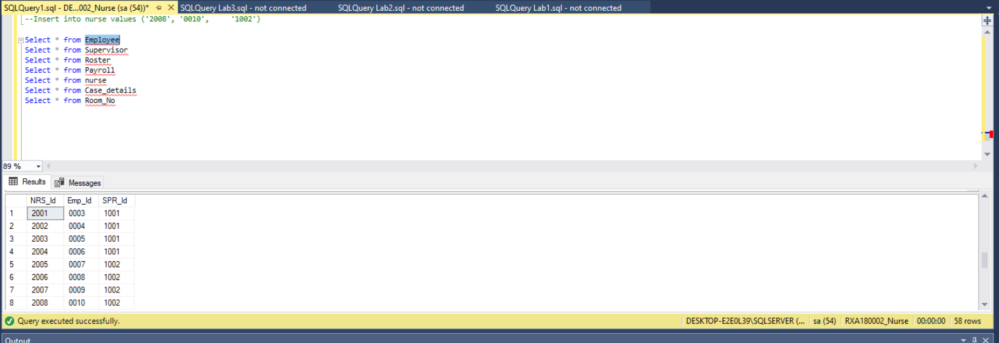 SQLQuery1.sql - DE...002_Nurse (sa (54))* SQLQuery Lab3.sql - not connected SQLQuery Lab2.sql - not connected SQLQuery Lab1.sql - not connected
--Insert into nurse values ('2008', '0010', '1002')
Select * from Employee
Select * from Supervisor
Select * from Roster
Select * from Payroll
Select * from nurse
Select * from Case_details
Select * from Room_No
89 %
Results Messages
NRS_Id Emp_Id SPR_Id
1 2001 0003 1001
2 2002 0004 1001
3 2003 0005 1001
4 2004 0006 1001
5 2005 0007 1002
6 2006 0008 1002
7 2007 0009 1002
8 2008 0010 1002
Query executed successfully. DESKTOP-E2E0L39\SQLSERVER (... sa (54) RXA180002_Nurse 00:00:00 58 rows
Output